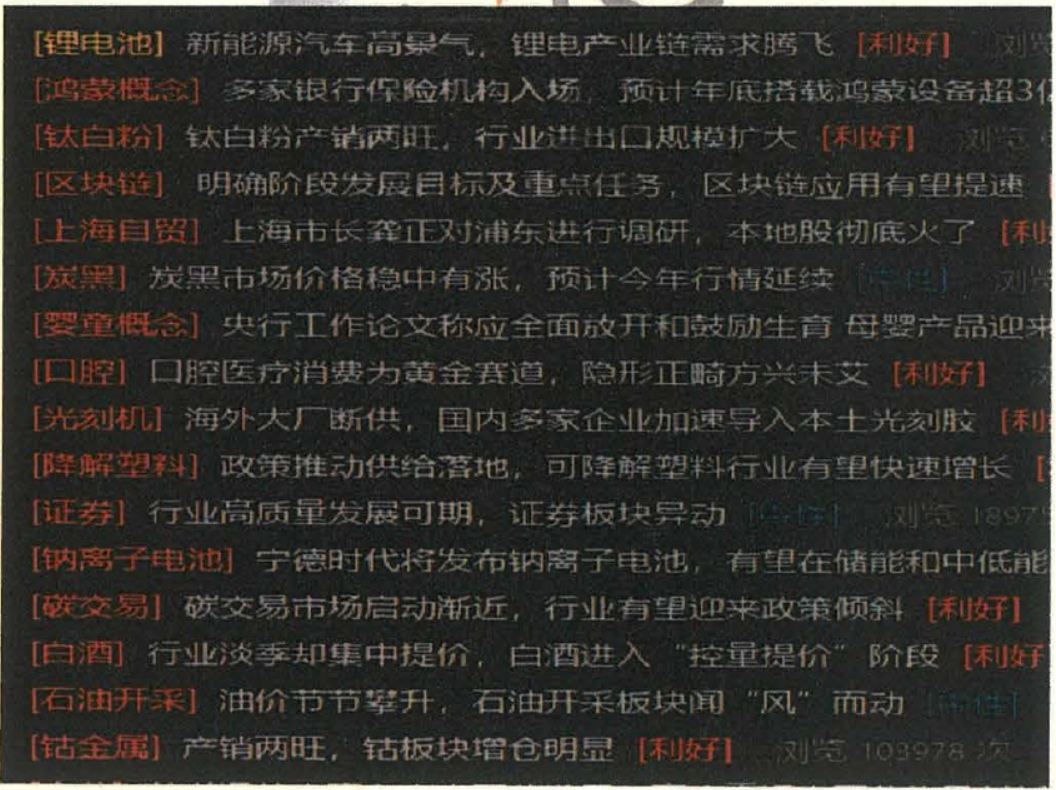 [锂电池] 新能源汽车高景气，锂电产业链需求腾飞 [利好] 浏览
[鸿蒙概念] 多家银行保险机构入场，预计年底搭载鸿蒙设备超3亿
[钛白粉] 钛白粉产销两旺，行业进出口规模扩大 [利好] 浏览
[区块链] 明确阶段发展目标及重点任务，区块链应用有望提速
[上海自贸] 上海市长龚正对浦东进行调研，本地股彻底火了 [利好
[炭黑] 炭黑市场价格稳中有涨，预计今年行情延续 [中性] 浏览
[婴童概念] 央行工作论文称应全面放开和鼓励生育 母婴产品迎来
[口腔] 口腔医疗消费为黄金赛道，隐形正畸方兴未艾 [利好]
[光刻机] 海外大厂断供，国内多家企业加速导入本土光刻胶 [利好
[降解塑料] 政策推动供给落地，可降解塑料行业有望快速增长 [
[证券] 行业高质量发展可期，证券板块异动 [中性] 浏览 18975
[钠离子电池] 宁德时代将发布钠离子电池，有望在储能和中低能
[碳交易] 碳交易市场启动渐近，行业有望迎来政策倾斜 [利好]
[白酒] 行业淡季却集中提价，白酒进入“控量提价”阶段 [利好
[石油开采] 油价节节攀升，石油开采板块闻“风”而动 [中性]
[钴金属] 产销两旺，钴板块增仓明显 [利好] 浏览 103978 次